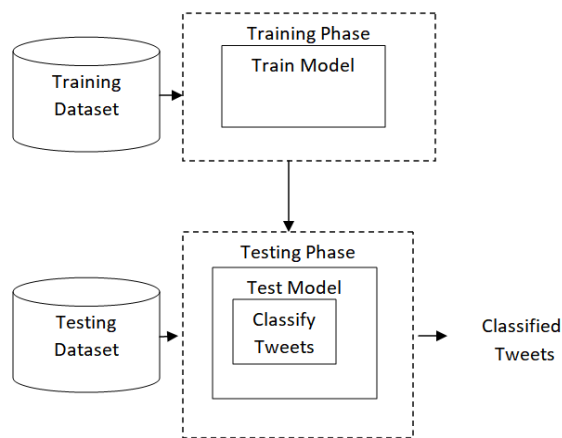 Training Phase
Train Model
Training
Dataset
Testing Phase
Test Model
Classify
Tweets
Testing
Dataset
Classified
Tweets